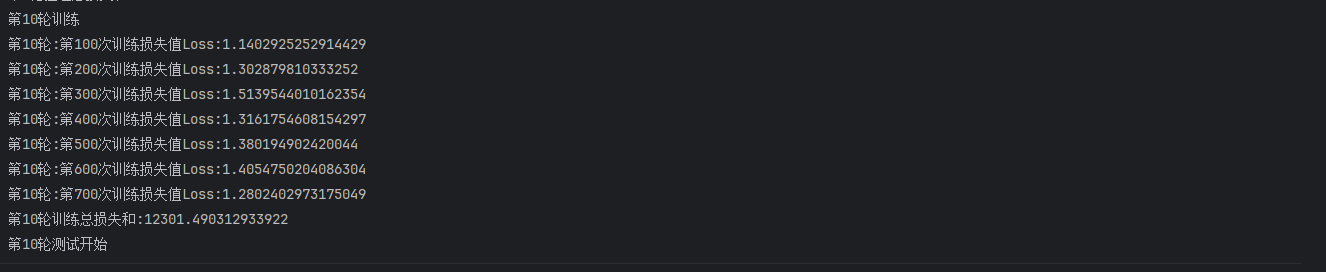 第10轮训练
第10轮:第100次训练损失值Loss:1.1402925252914429
第10轮:第200次训练损失值Loss:1.302879810333252
第10轮:第300次训练损失值Loss:1.5139544010162354
第10轮:第400次训练损失值Loss:1.3161754608154297
第10轮:第500次训练损失值Loss:1.380194902420044
第10轮:第600次训练损失值Loss:1.4054750204086304
第10轮:第700次训练损失值Loss:1.2802402973175049
第10轮训练总损失和:12301.490312933922
第10轮测试开始